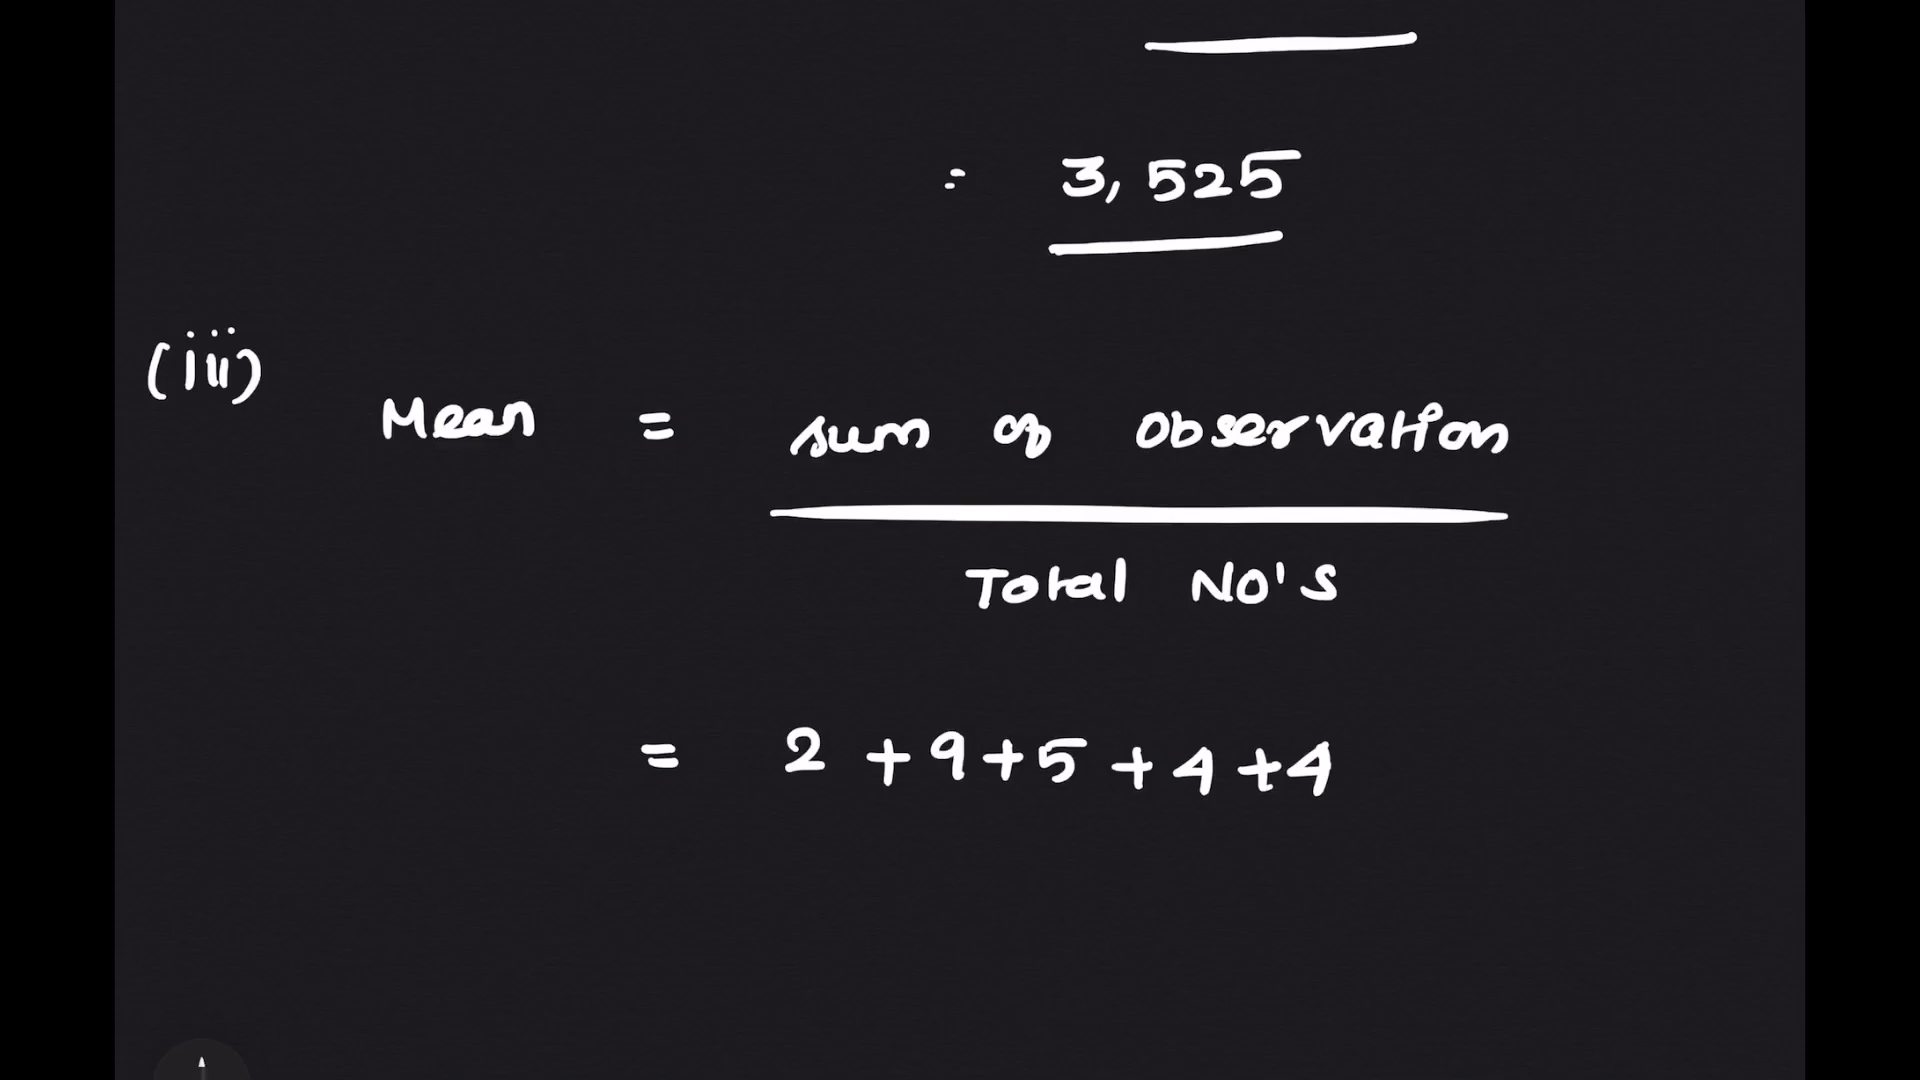 = 3,525
(iii)
Mean = sum of observation
Total NO'S
= 2 + 9 + 5 + 4 + 4